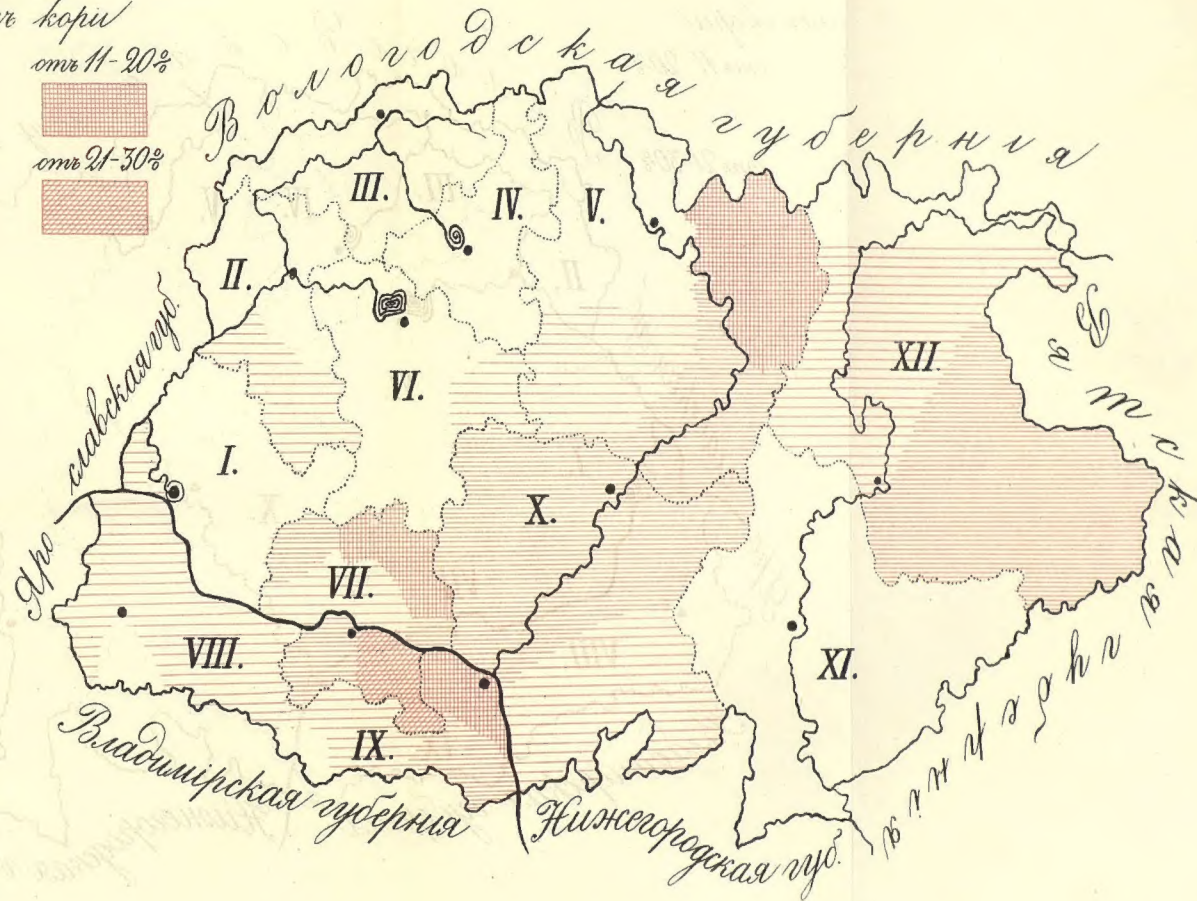 кори
отъ 11-20%
отъ 21-30%
Вологодская губернія
Вятская губернія
Ярославская губ.
Владимірская губернія
Нижегородская губ.
I.
II.
III.
IV.
V.
VI.
VII.
VIII.
IX.
X.
XI.
XII.